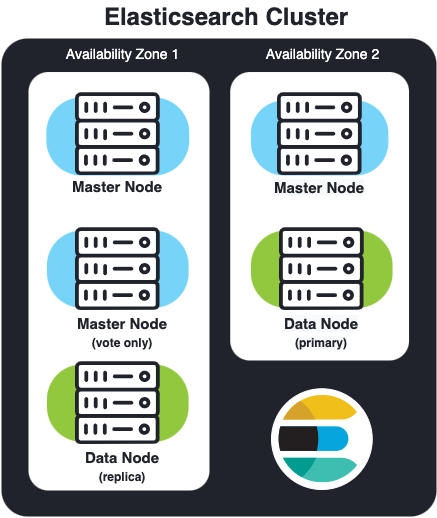 Elasticsearch Cluster
Availability Zone 1
Master Node
Master Node
(vote only)
Data Node
(replica)
Availability Zone 2
Master Node
Data Node
(primary)